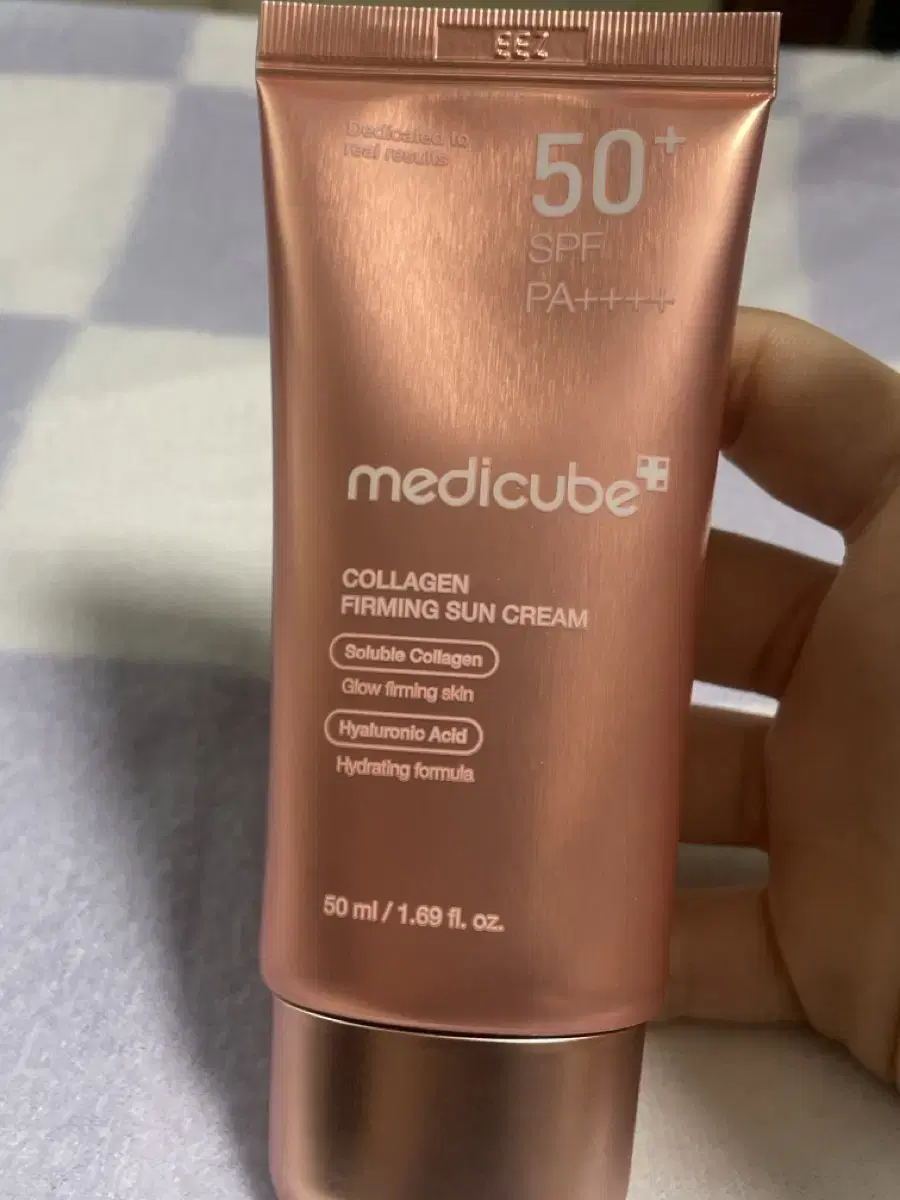 Dedicated to
real results
50+
SPF
PA++++
medicube
COLLAGEN
FIRMING SUN CREAM
Soluble Collagen
Glow firming skin
Hyaluronic Acid
Hydrating formula
50 ml / 1.69 fl. oz.